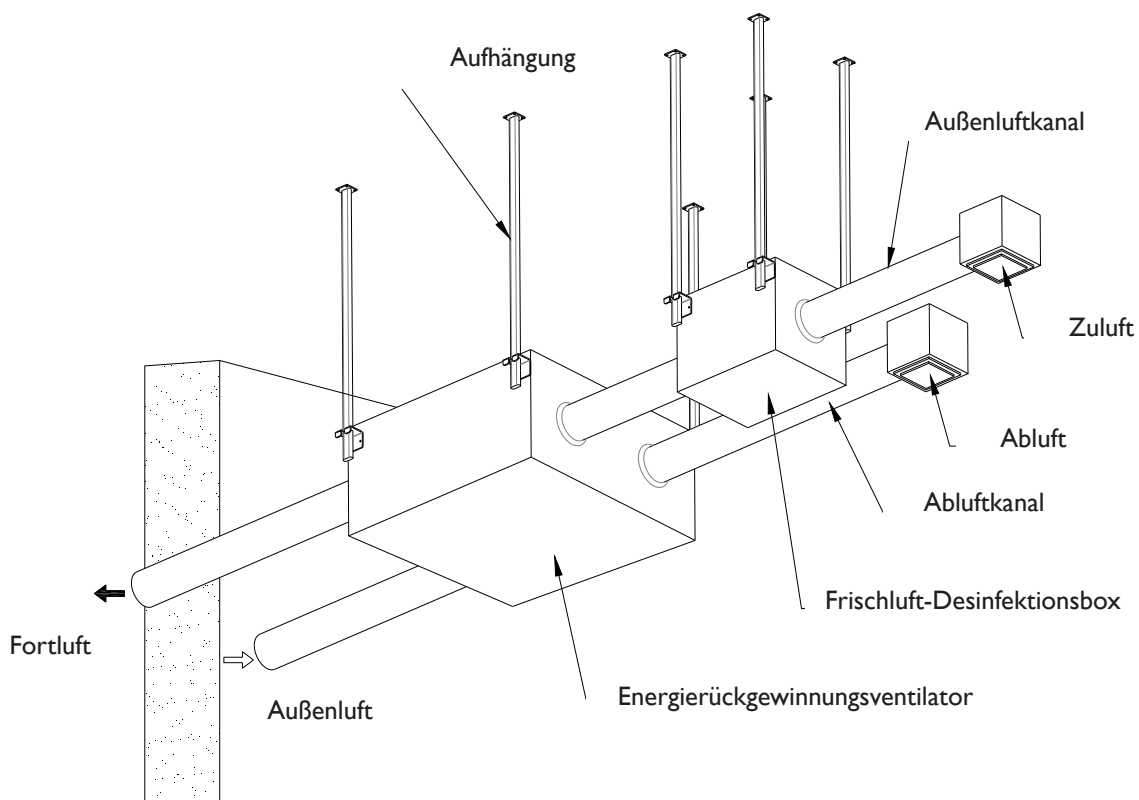 Aufhängung
Außenluftkanal
Zuluft
Abluft
Abluftkanal
Frischluft-Desinfektionsbox
Fortluft
Energierückgewinnungsventilator
Außenluft